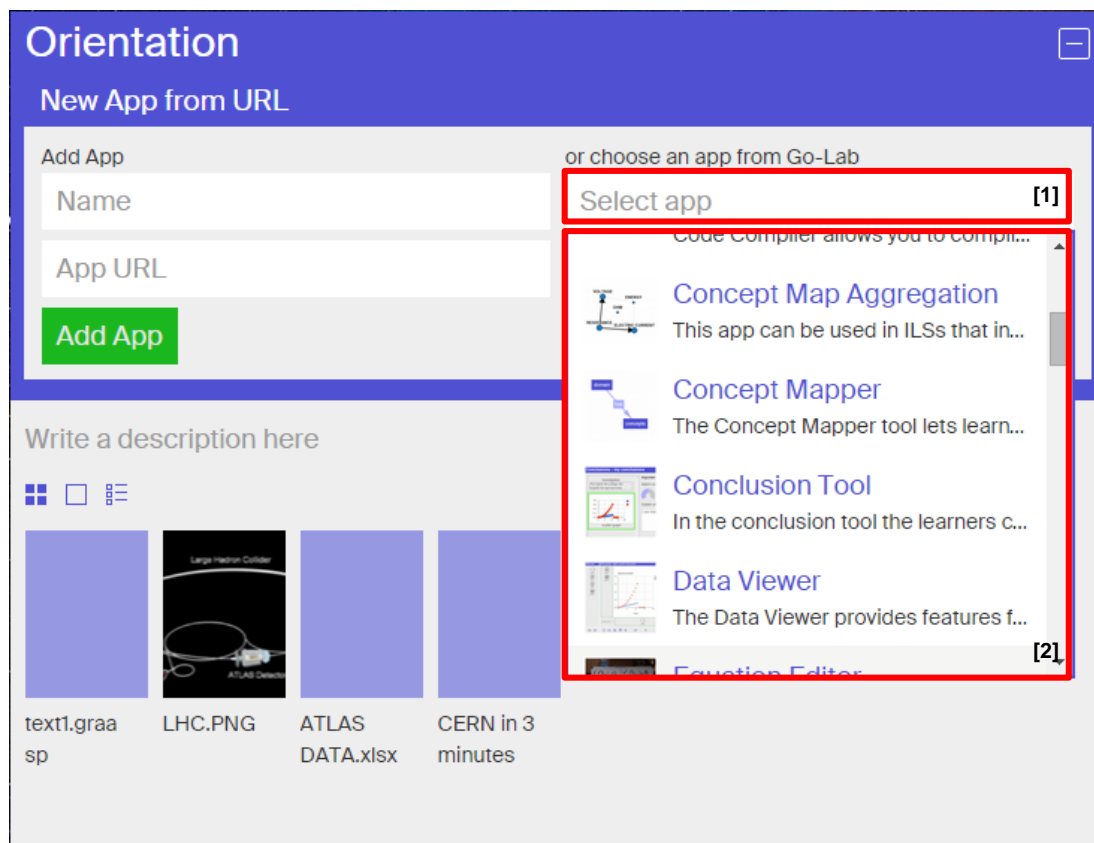 Orientation
New App from URL
Add App
or choose an app from Go-Lab
Name
Select app
[1]
App URL
Add App
Code Compiler allows you to compil...
Concept Map Aggregation
This app can be used in ILSs that in...
Concept Mapper
The Concept Mapper tool lets learn...
Conclusion Tool
In the conclusion tool the learners c...
Data Viewer
The Data Viewer provides features f...
[2]
Equation Editor
Write a description here
Large Hadron Collider
ATLAS Detector
text1.graa
sp
LHC.PNG
ATLAS
DATA.xlsx
CERN in 3
minutes